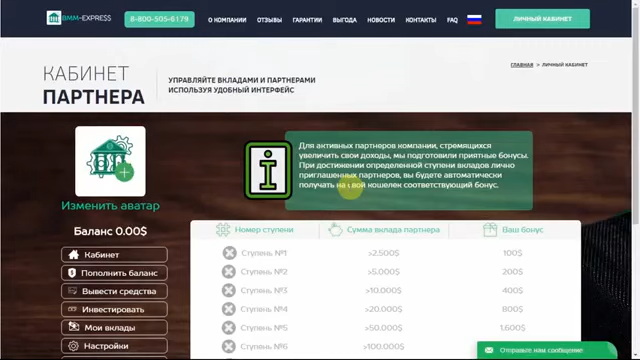 BMM-EXPRESS
8-800-505-6179
О КОМПАНИИ
ОТЗЫВЫ
ГАРАНТИИ
ВЫГОДА
НОВОСТИ
КОНТАКТЫ
FAQ
ЛИЧНЫЙ КАБИНЕТ
КАБИНЕТ
ПАРТНЕРА
УПРАВЛЯЙТЕ ВКЛАДАМИ И ПАРТНЕРАМИ
ИСПОЛЬЗУЯ УДОБНЫЙ ИНТЕРФЕЙС
ГЛАВНАЯ > ЛИЧНЫЙ КАБИНЕТ
Для активных партнеров компании, стремящихся
увеличить свои доходы, мы подготовили приятные бонусы.
При достижении определенной ступени вкладов лично
приглашенных партнеров, вы будете автоматически
получать на свой кошелек соответствующий бонус.
Изменить аватар
Баланс 0.00$
Кабинет
Пополнить баланс
Вывести средства
Инвестировать
Мои вклады
Настройки
Номер ступени Сумма вклада партнера Ваш бонус
Ступень №1 >2,500$ 100$
Ступень №2 >5,000$ 200$
Ступень №3 >10,000$ 400$
Ступень №4 >20,000$ 800$
Ступень №5 >50,000$ 1,600$
Ступень №6 >100,000$
Отправьте нам сообщение